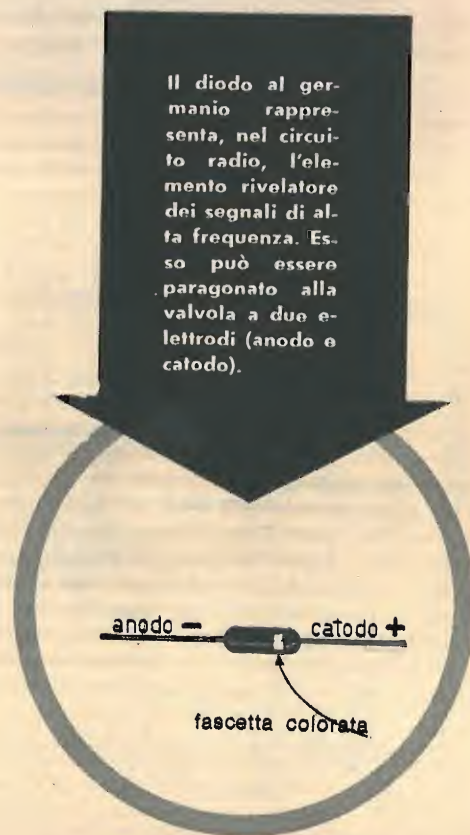 Il diodo al ger-
manio rappre-
senta, nel circui-
to radio, l'ele-
mento rivelatore
dei segnali di al-
ta frequenza. Es-
so può essere
paragonato alla
valvola a due e-
lettrodi (anodo e
catodo).
anodo − catodo +
fascetta colorata